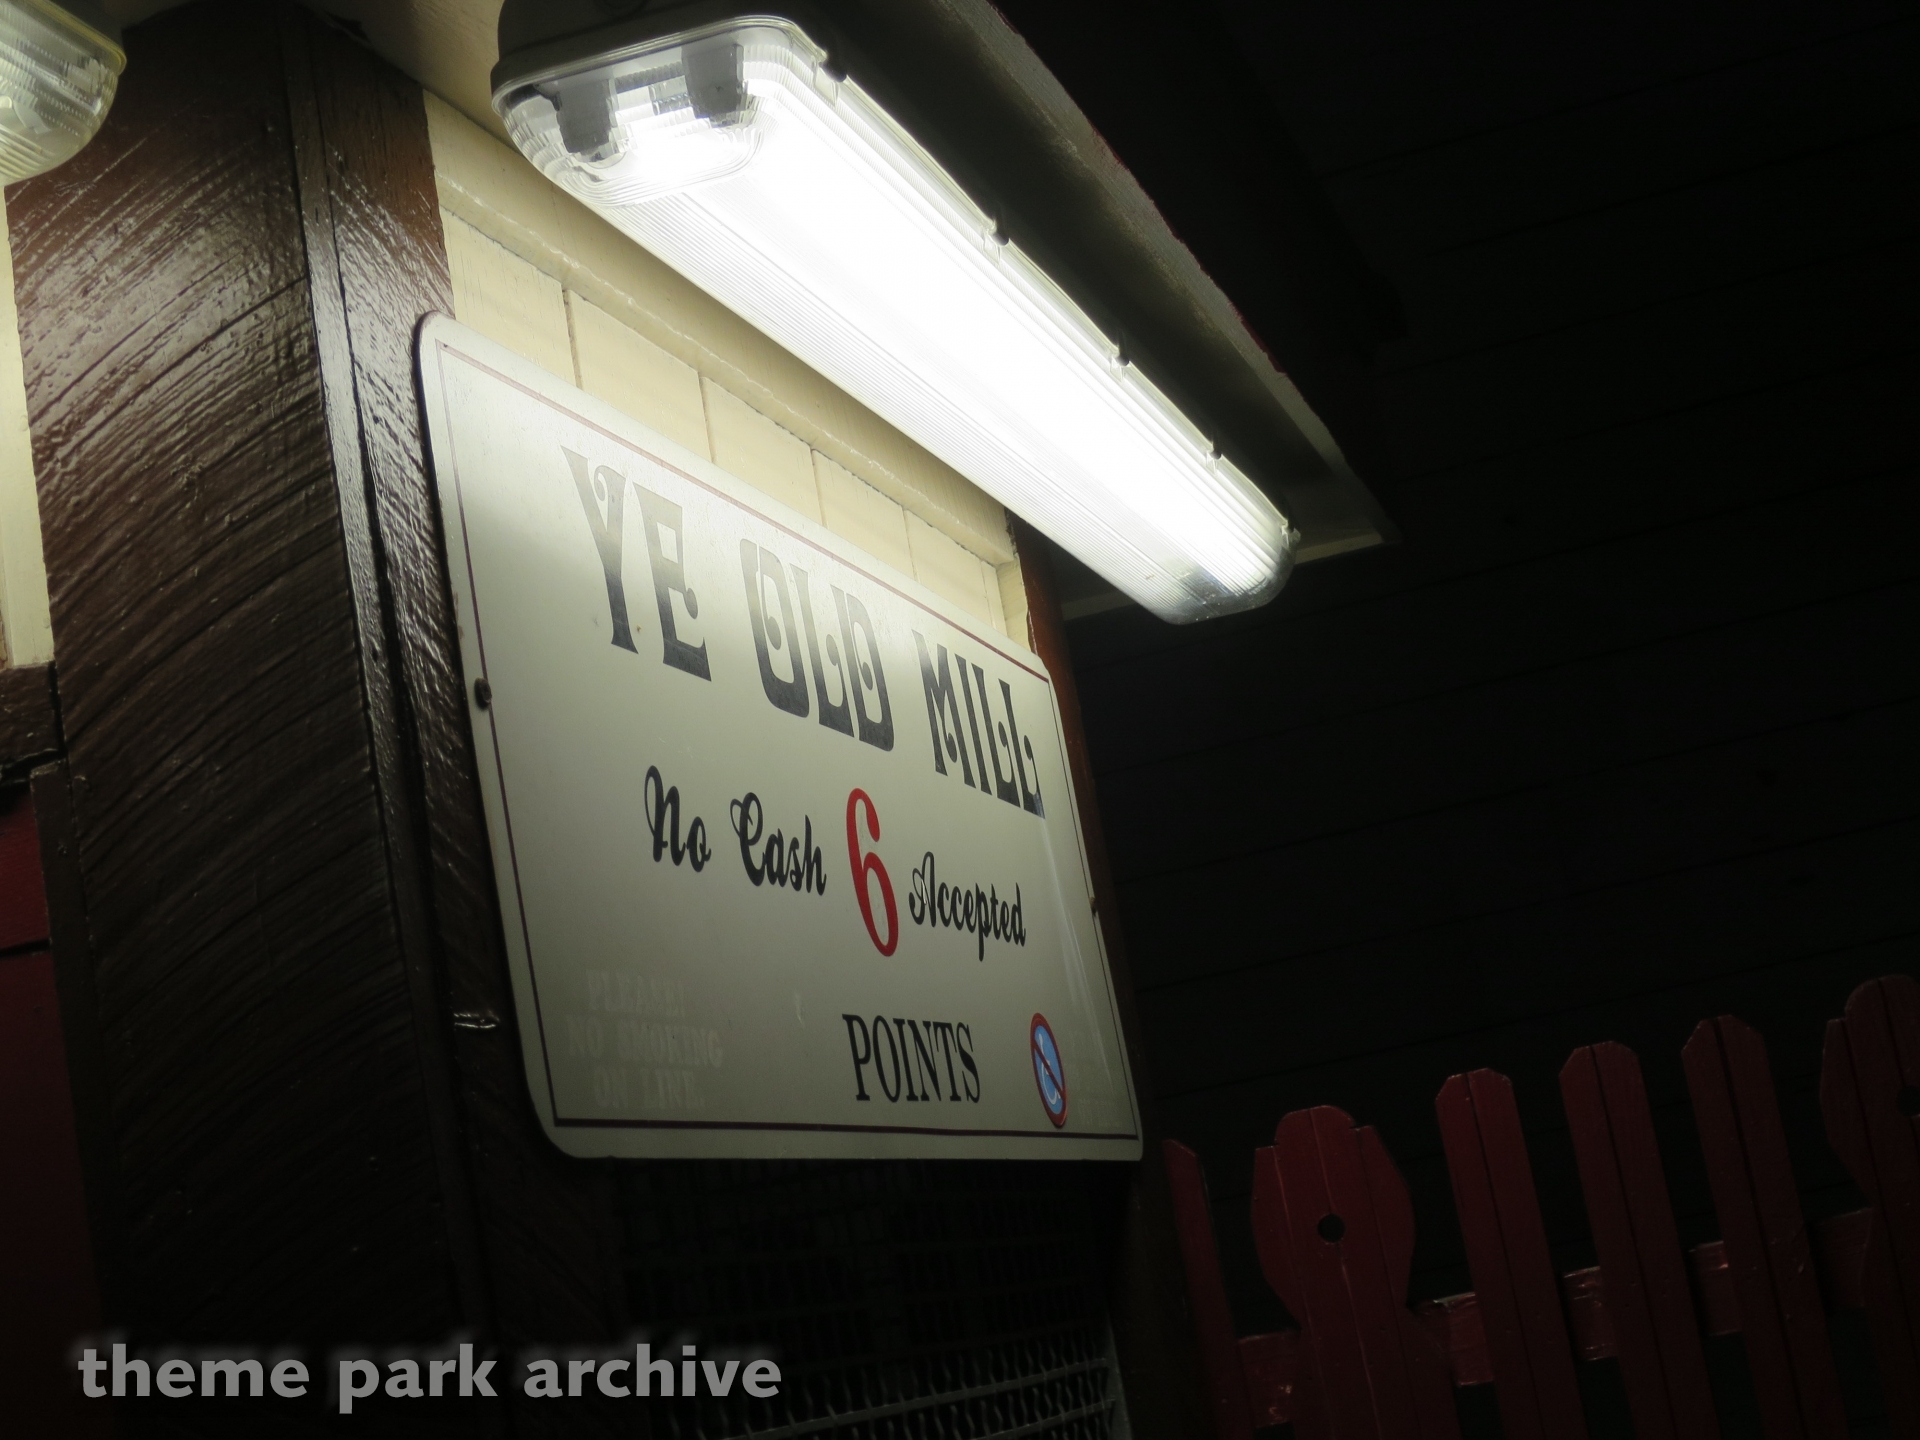 YE OLD MILL
No Cash 6 Accepted
PLEASE!
NO SMOKING
ON LINE
POINTS
theme park archive